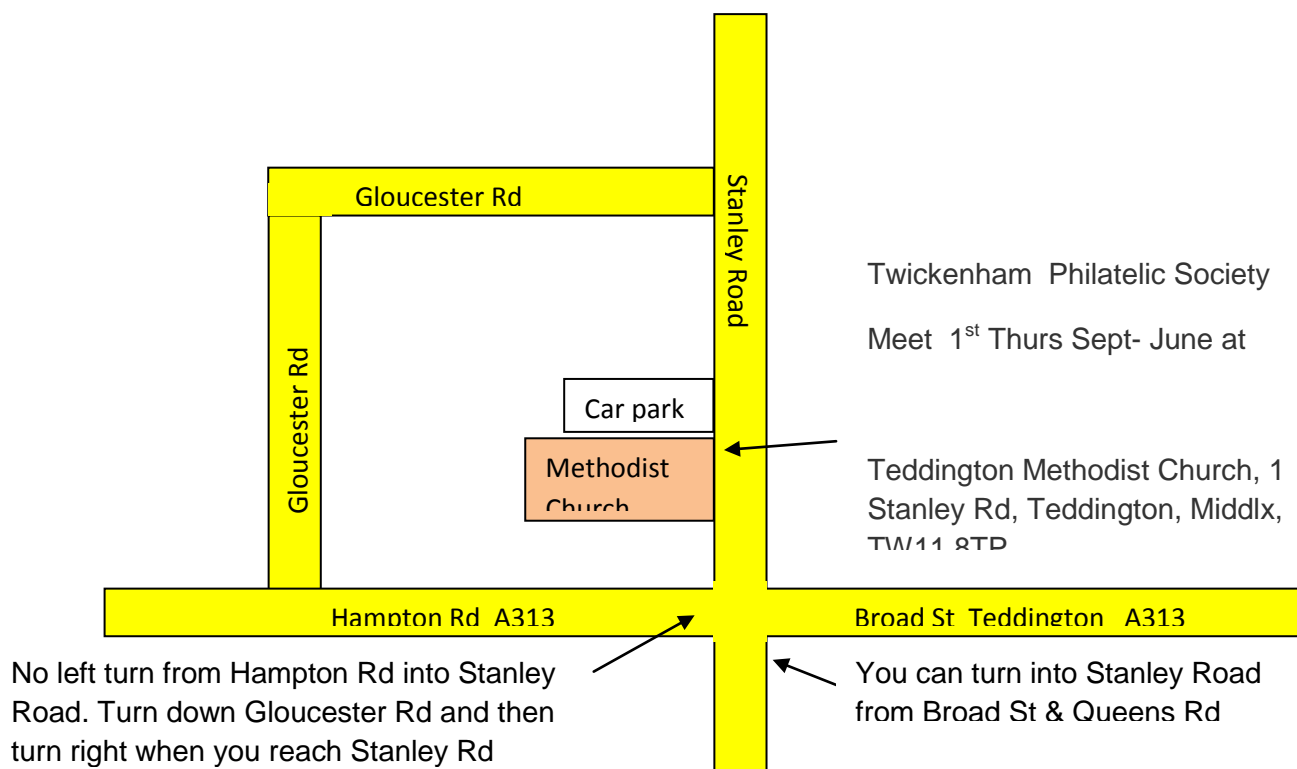 Gloucester Rd
Stanley Road
Gloucester Rd
Twickenham Philatelic Society
Meet 1st Thurs Sept- June at
Car park
Methodist
Church
Teddington Methodist Church, 1
Stanley Rd, Teddington, Middlx,
TW11 8TP
Hampton Rd A313
Broad St Teddington A313
No left turn from Hampton Rd into Stanley
Road. Turn down Gloucester Rd and then
turn right when you reach Stanley Rd
You can turn into Stanley Road
from Broad St & Queens Rd